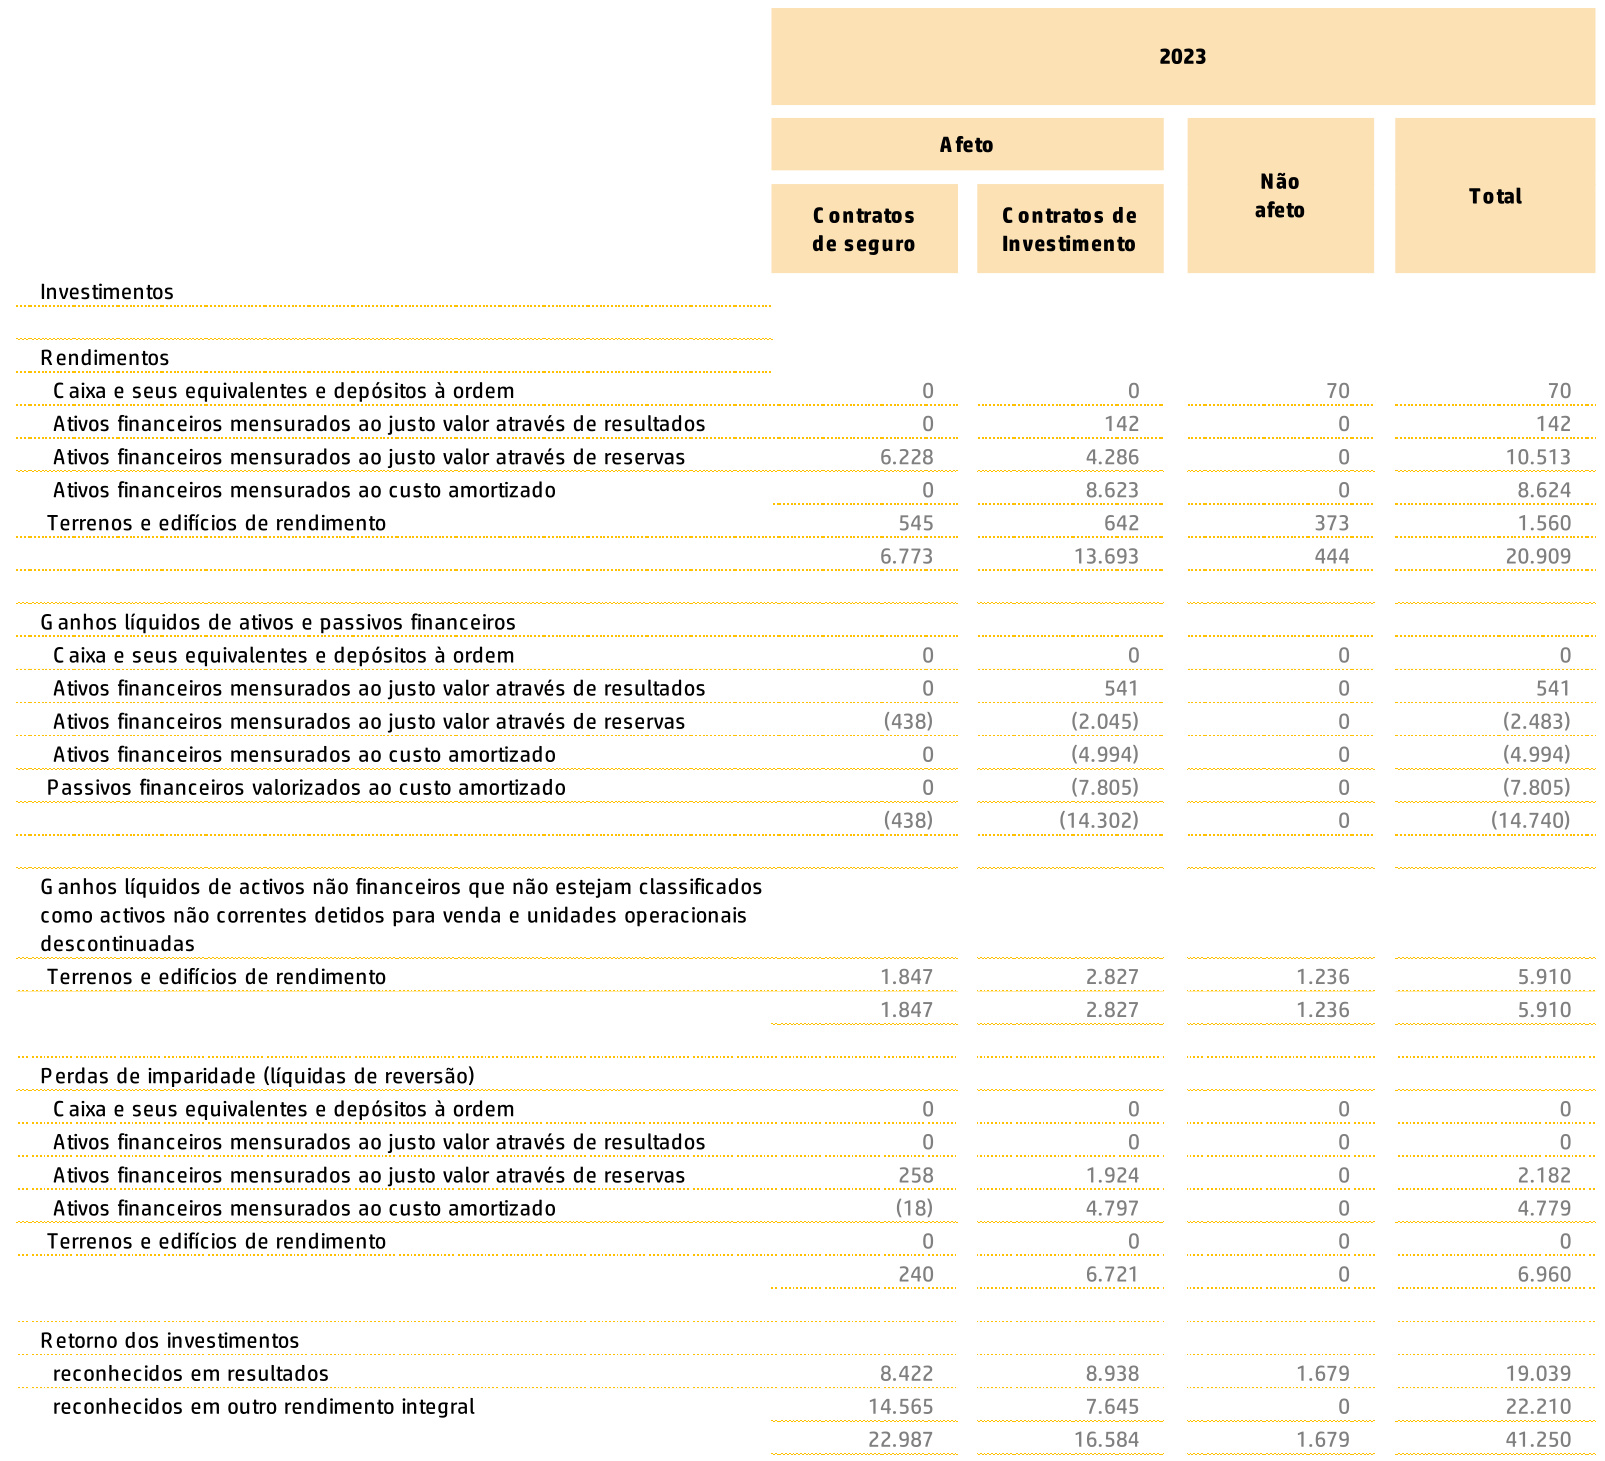 2023
Afeto
Não
afeto
Total
Contratos
de seguro
Contratos de
Investimento
Investimentos
Rendimentos
Caixa e seus equivalentes e depósitos à ordem 0 0 70 70
Ativos financeiros mensurados ao justo valor através de resultados 0 142 0 142
Ativos financeiros mensurados ao justo valor através de reservas 6.228 4.286 0 10.513
Ativos financeiros mensurados ao custo amortizado 0 8.623 0 8.624
Terrenos e edifícios de rendimento 545 642 373 1.560
6.773 13.693 444 20.909
Ganhos líquidos de ativos e passivos financeiros
Caixa e seus equivalentes e depósitos à ordem 0 0 0 0
Ativos financeiros mensurados ao justo valor através de resultados 0 541 0 541
Ativos financeiros mensurados ao justo valor através de reservas (438) (2.045) 0 (2.483)
Ativos financeiros mensurados ao custo amortizado 0 (4.994) 0 (4.994)
Passivos financeiros valorizados ao custo amortizado 0 (7.805) 0 (7.805)
(438) (14.302) 0 (14.740)
Ganhos líquidos de activos não financeiros que não estejam classificados
como activos não correntes detidos para venda e unidades operacionais
descontinuadas
Terrenos e edifícios de rendimento 1.847 2.827 1.236 5.910
1.847 2.827 1.236 5.910
Perdas de imparidade (líquidas de reversão)
Caixa e seus equivalentes e depósitos à ordem 0 0 0 0
Ativos financeiros mensurados ao justo valor através de resultados 0 0 0 0
Ativos financeiros mensurados ao justo valor através de reservas 258 1.924 0 2.182
Ativos financeiros mensurados ao custo amortizado (18) 4.797 0 4.779
Terrenos e edifícios de rendimento 0 0 0 0
240 6.721 0 6.960
Retorno dos investimentos
reconhecidos em resultados 8.422 8.938 1.679 19.039
reconhecidos em outro rendimento integral 14.565 7.645 0 22.210
22.987 16.584 1.679 41.250